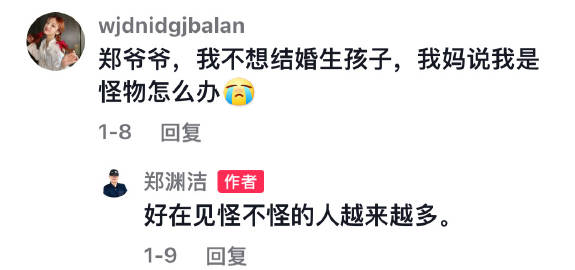 wjdnidgjbalan
郑爷爷，我不想结婚生孩子，我妈说我是
怪物怎么办😭
1-8 回复
郑渊洁 作者
好在见怪不怪的人越来越多。
1-9 回复